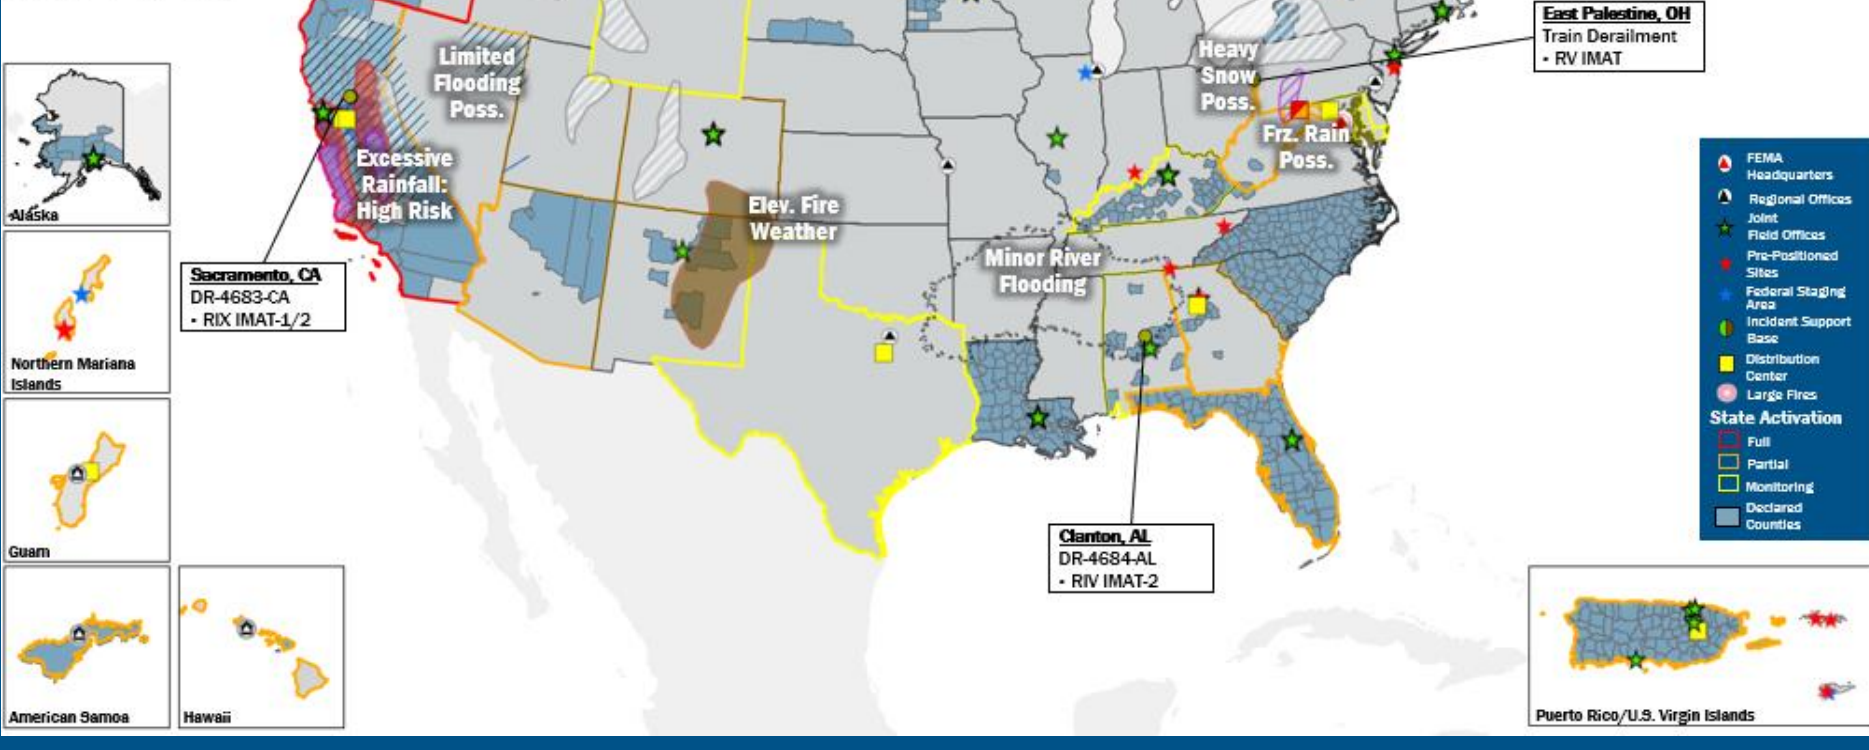 East Palestine, OH
Train Derailment
• RV IMAT
Limited
Flooding
Poss.
Heavy
Snow
Poss.
Frz. Rain
Poss.
Excessive
Rainfall:
High Risk
Elev. Fire
Weather
Minor River
Flooding
Sacramento, CA
DR-4683-CA
• RIX IMAT-1/2
Clanton, AL
DR-4684-AL
• RIV IMAT-2
Alaska
Northern Mariana
Islands
Guam
American Samoa
Hawaii
Puerto Rico/U.S. Virgin Islands
FEMA
Headquarters
Regional Offices
Joint
Field Offices
Pre-Positioned
Sites
Federal Staging
Area
Incident Support
Base
Distribution
Center
Large Fires
State Activation
Full
Partial
Monitoring
Declared
Counties